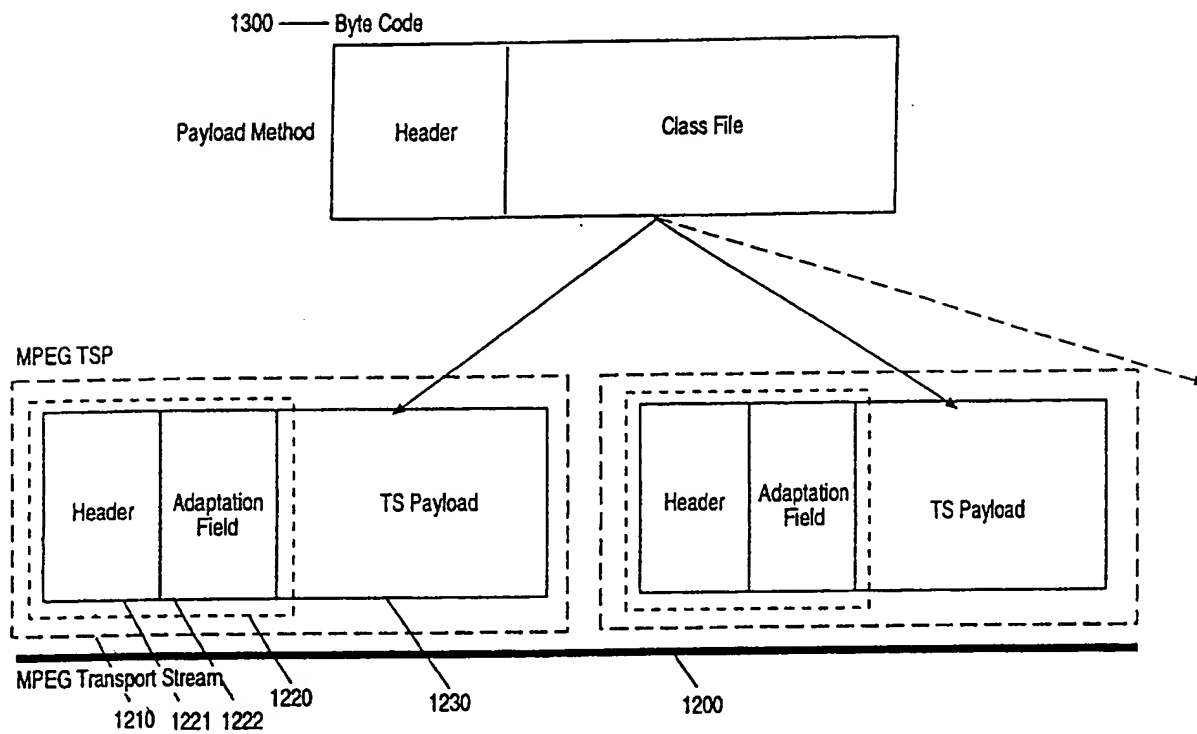 1300 Byte Code
Payload Method
Header
Class File
MPEG TSP
Header
Adaptation
Field
TS Payload
Header
Adaptation
Field
TS Payload
MPEG Transport Stream
1210
1221
1222
1220
1230
1200